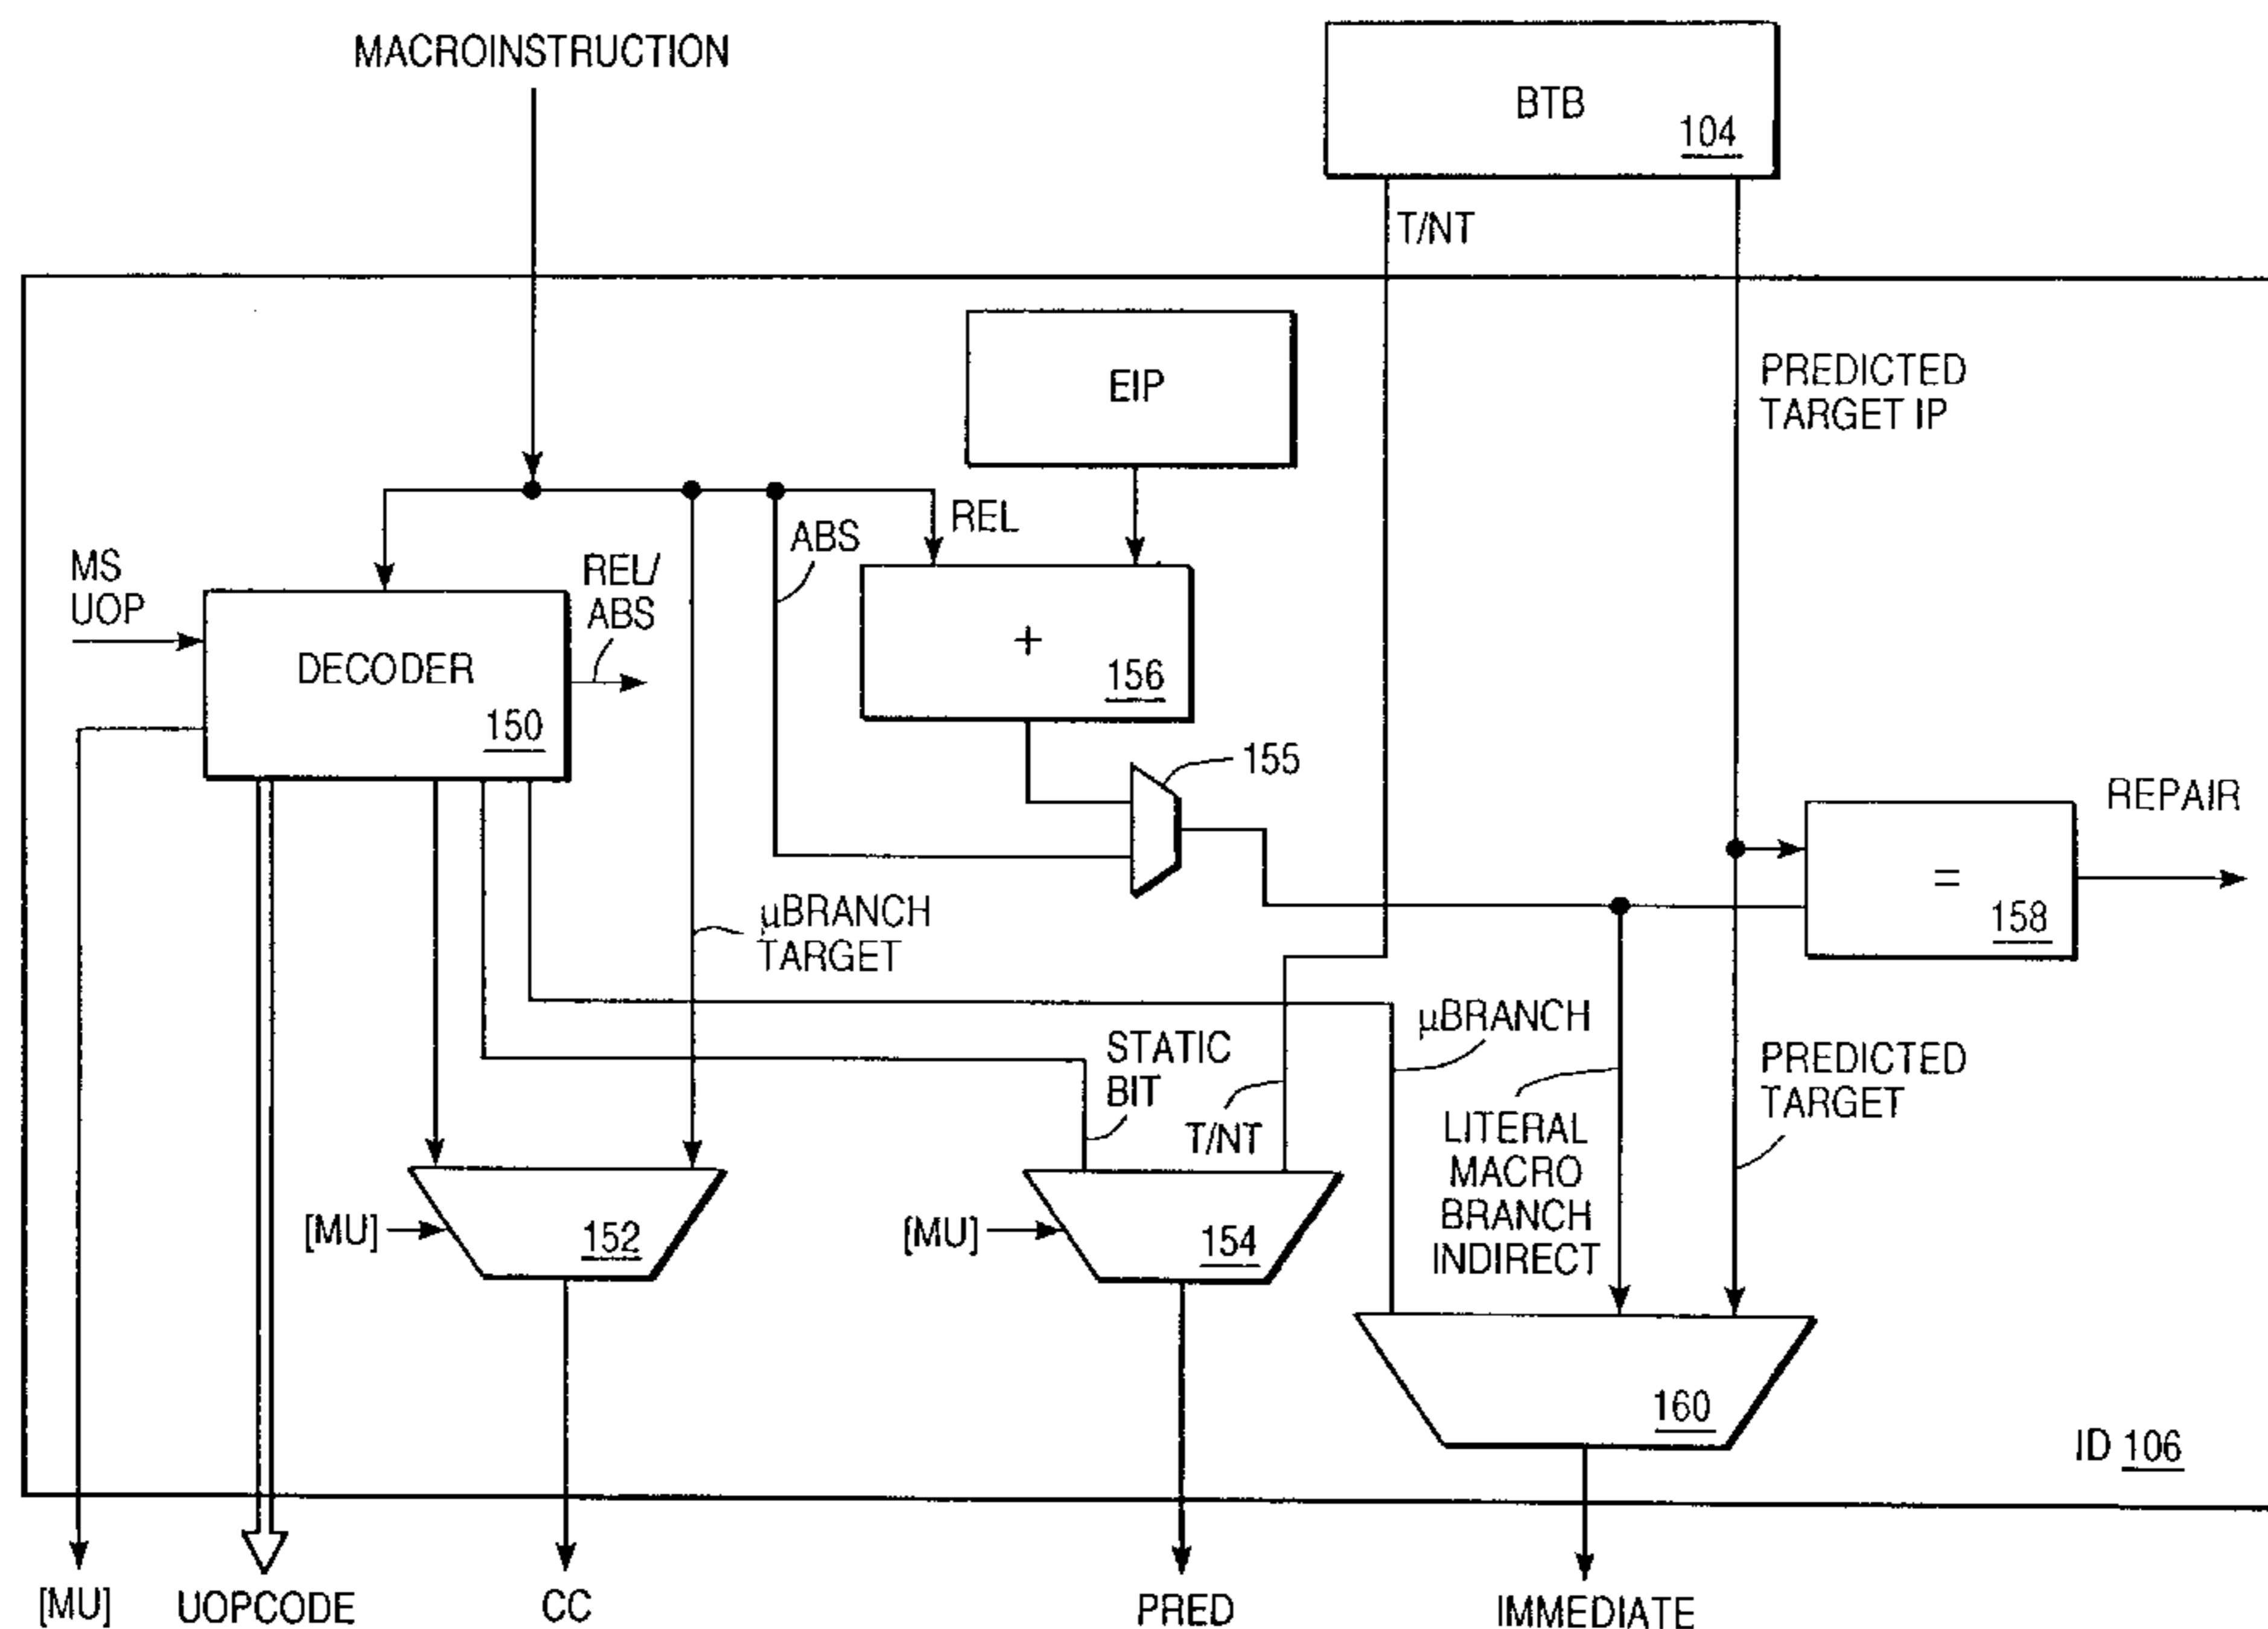 MACROINSTRUCTION
BTB
104
T/NT
EIP
PREDICTED
TARGET IP
REL
ABS
MS
UOP
REL/
ABS
DECODER
150
+
156
155
REPAIR
=
158
µBRANCH
TARGET
µBRANCH
STATIC
BIT
T/NT
PREDICTED
TARGET
LITERAL
MACRO
BRANCH
INDIRECT
[MU]
152
[MU]
154
160
ID 106
[MU]
UOPCODE
CC
PRED
IMMEDIATE